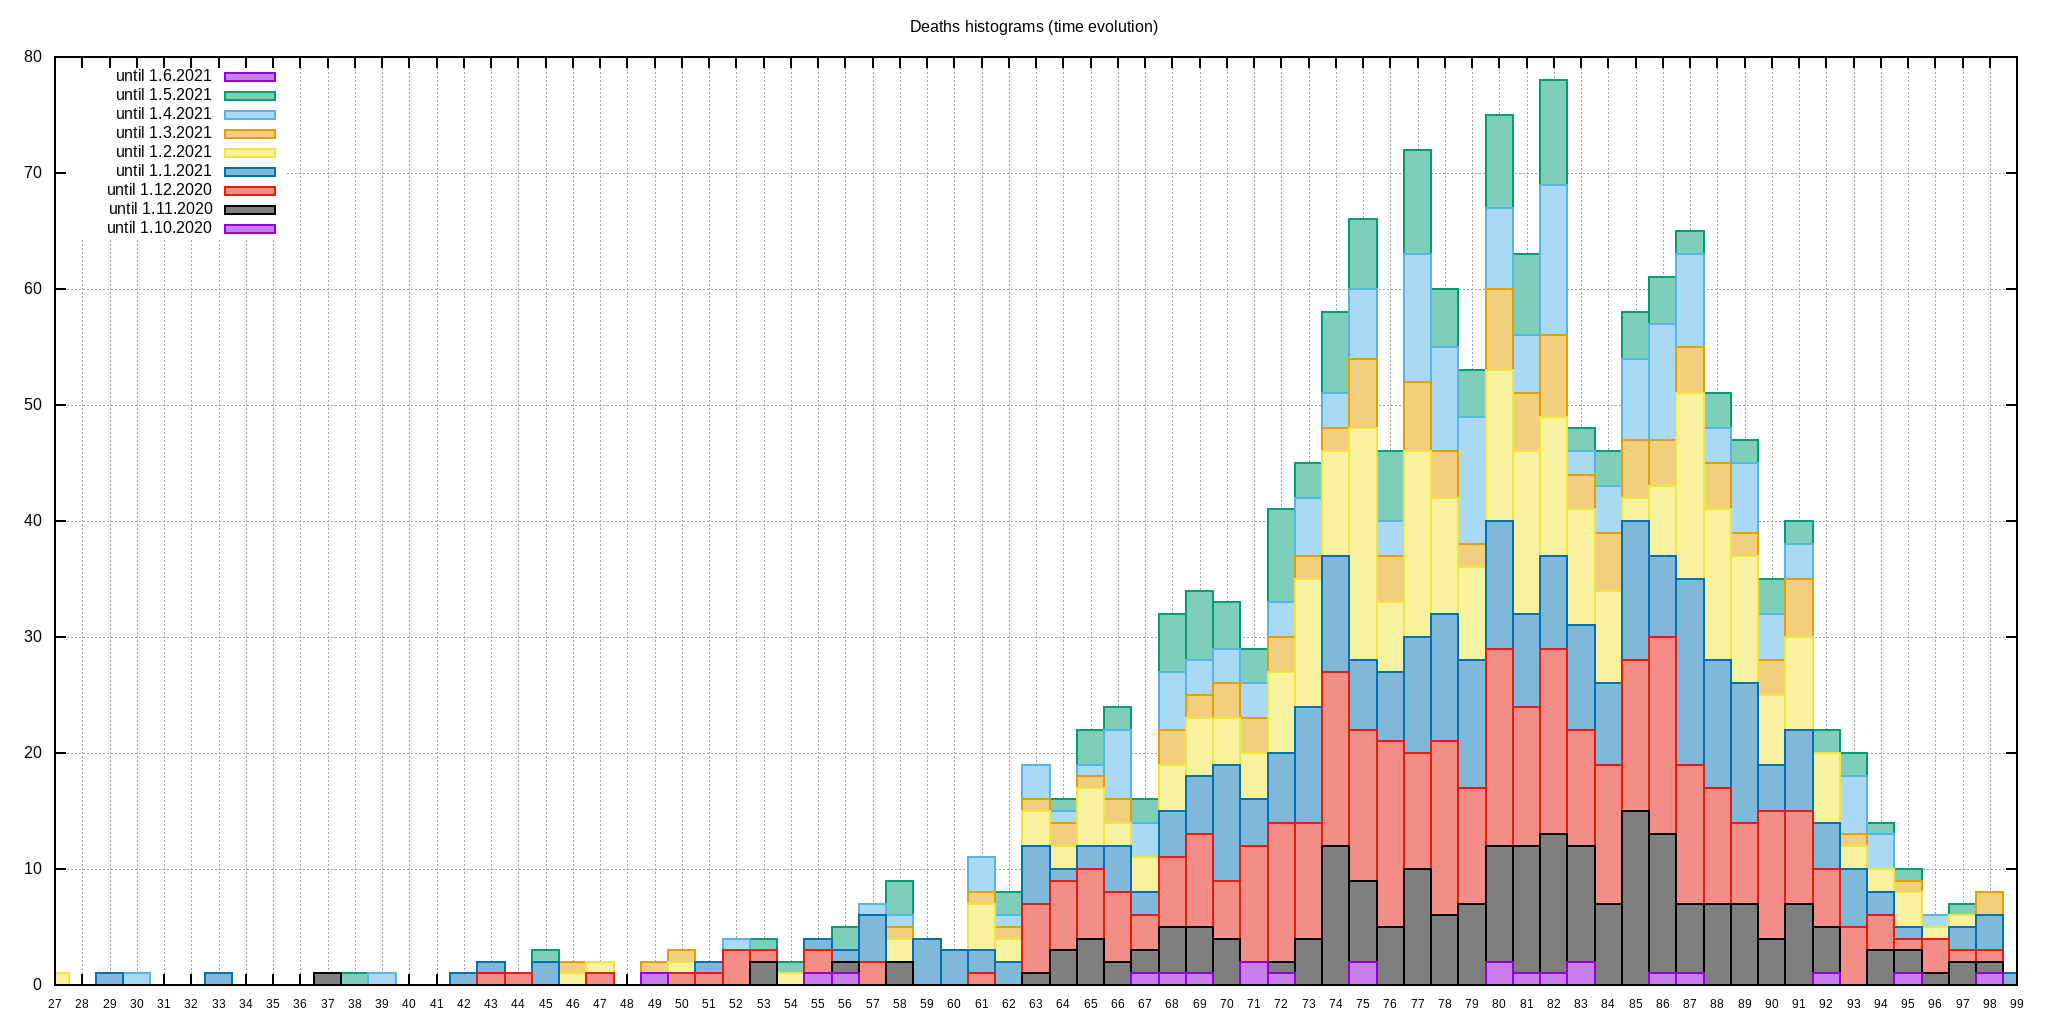 Deaths histograms (time evolution)
80
70
60
50
40
30
20
10
0
until 1.6.2021
until 1.5.2021
until 1.4.2021
until 1.3.2021
until 1.2.2021
until 1.1.2021
until 1.12.2020
until 1.11.2020
until 1.10.2020
27 28 29 30 31 32 33 34 35 36 37 38 39 40 41 42 43 44 45 46 47 48 49 50 51 52 53 54 55 56 57 58 59 60 61 62 63 64 65 66 67 68 69 70 71 72 73 74 75 76 77 78 79 80 81 82 83 84 85 86 87 88 89 90 91 92 93 94 95 96 97 98 99